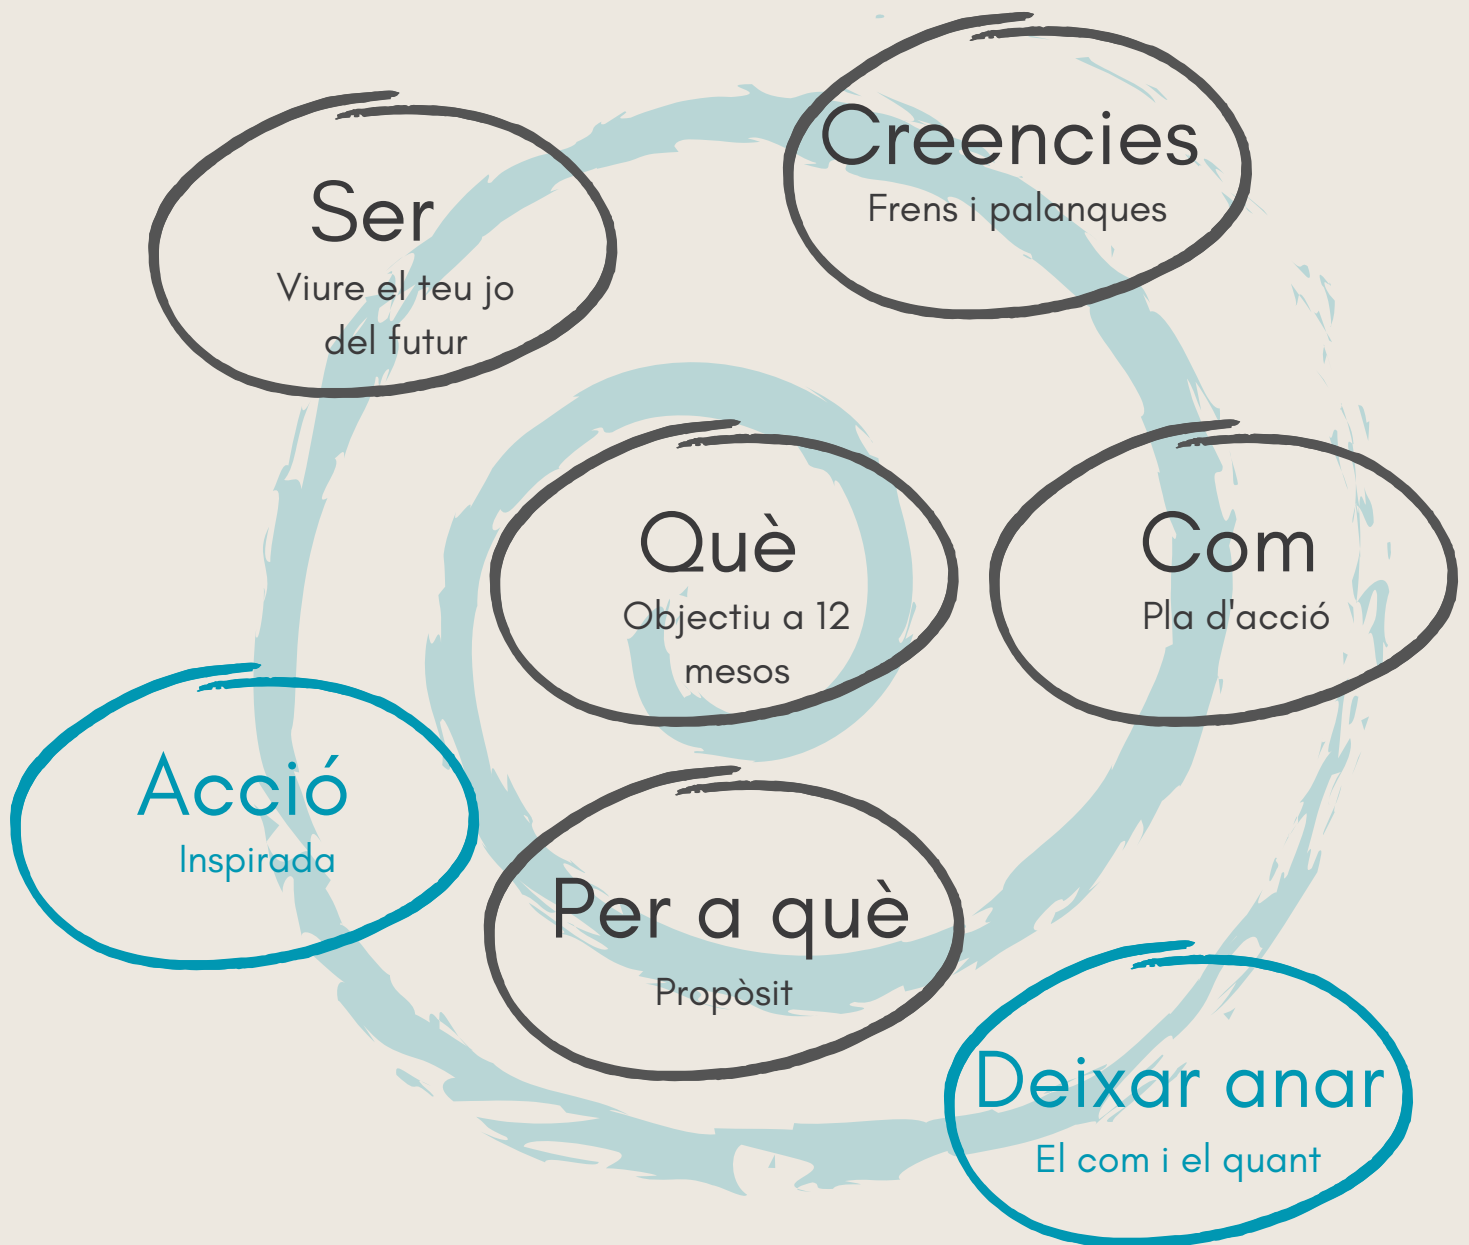 Creencies
Frens i palanques
Ser
Viure el teu jo
del futur
Què
Objectiu a 12
mesos
Com
Pla d'acció
Acció
Inspirada
Per a què
Propòsit
Deixar anar
El com i el quant